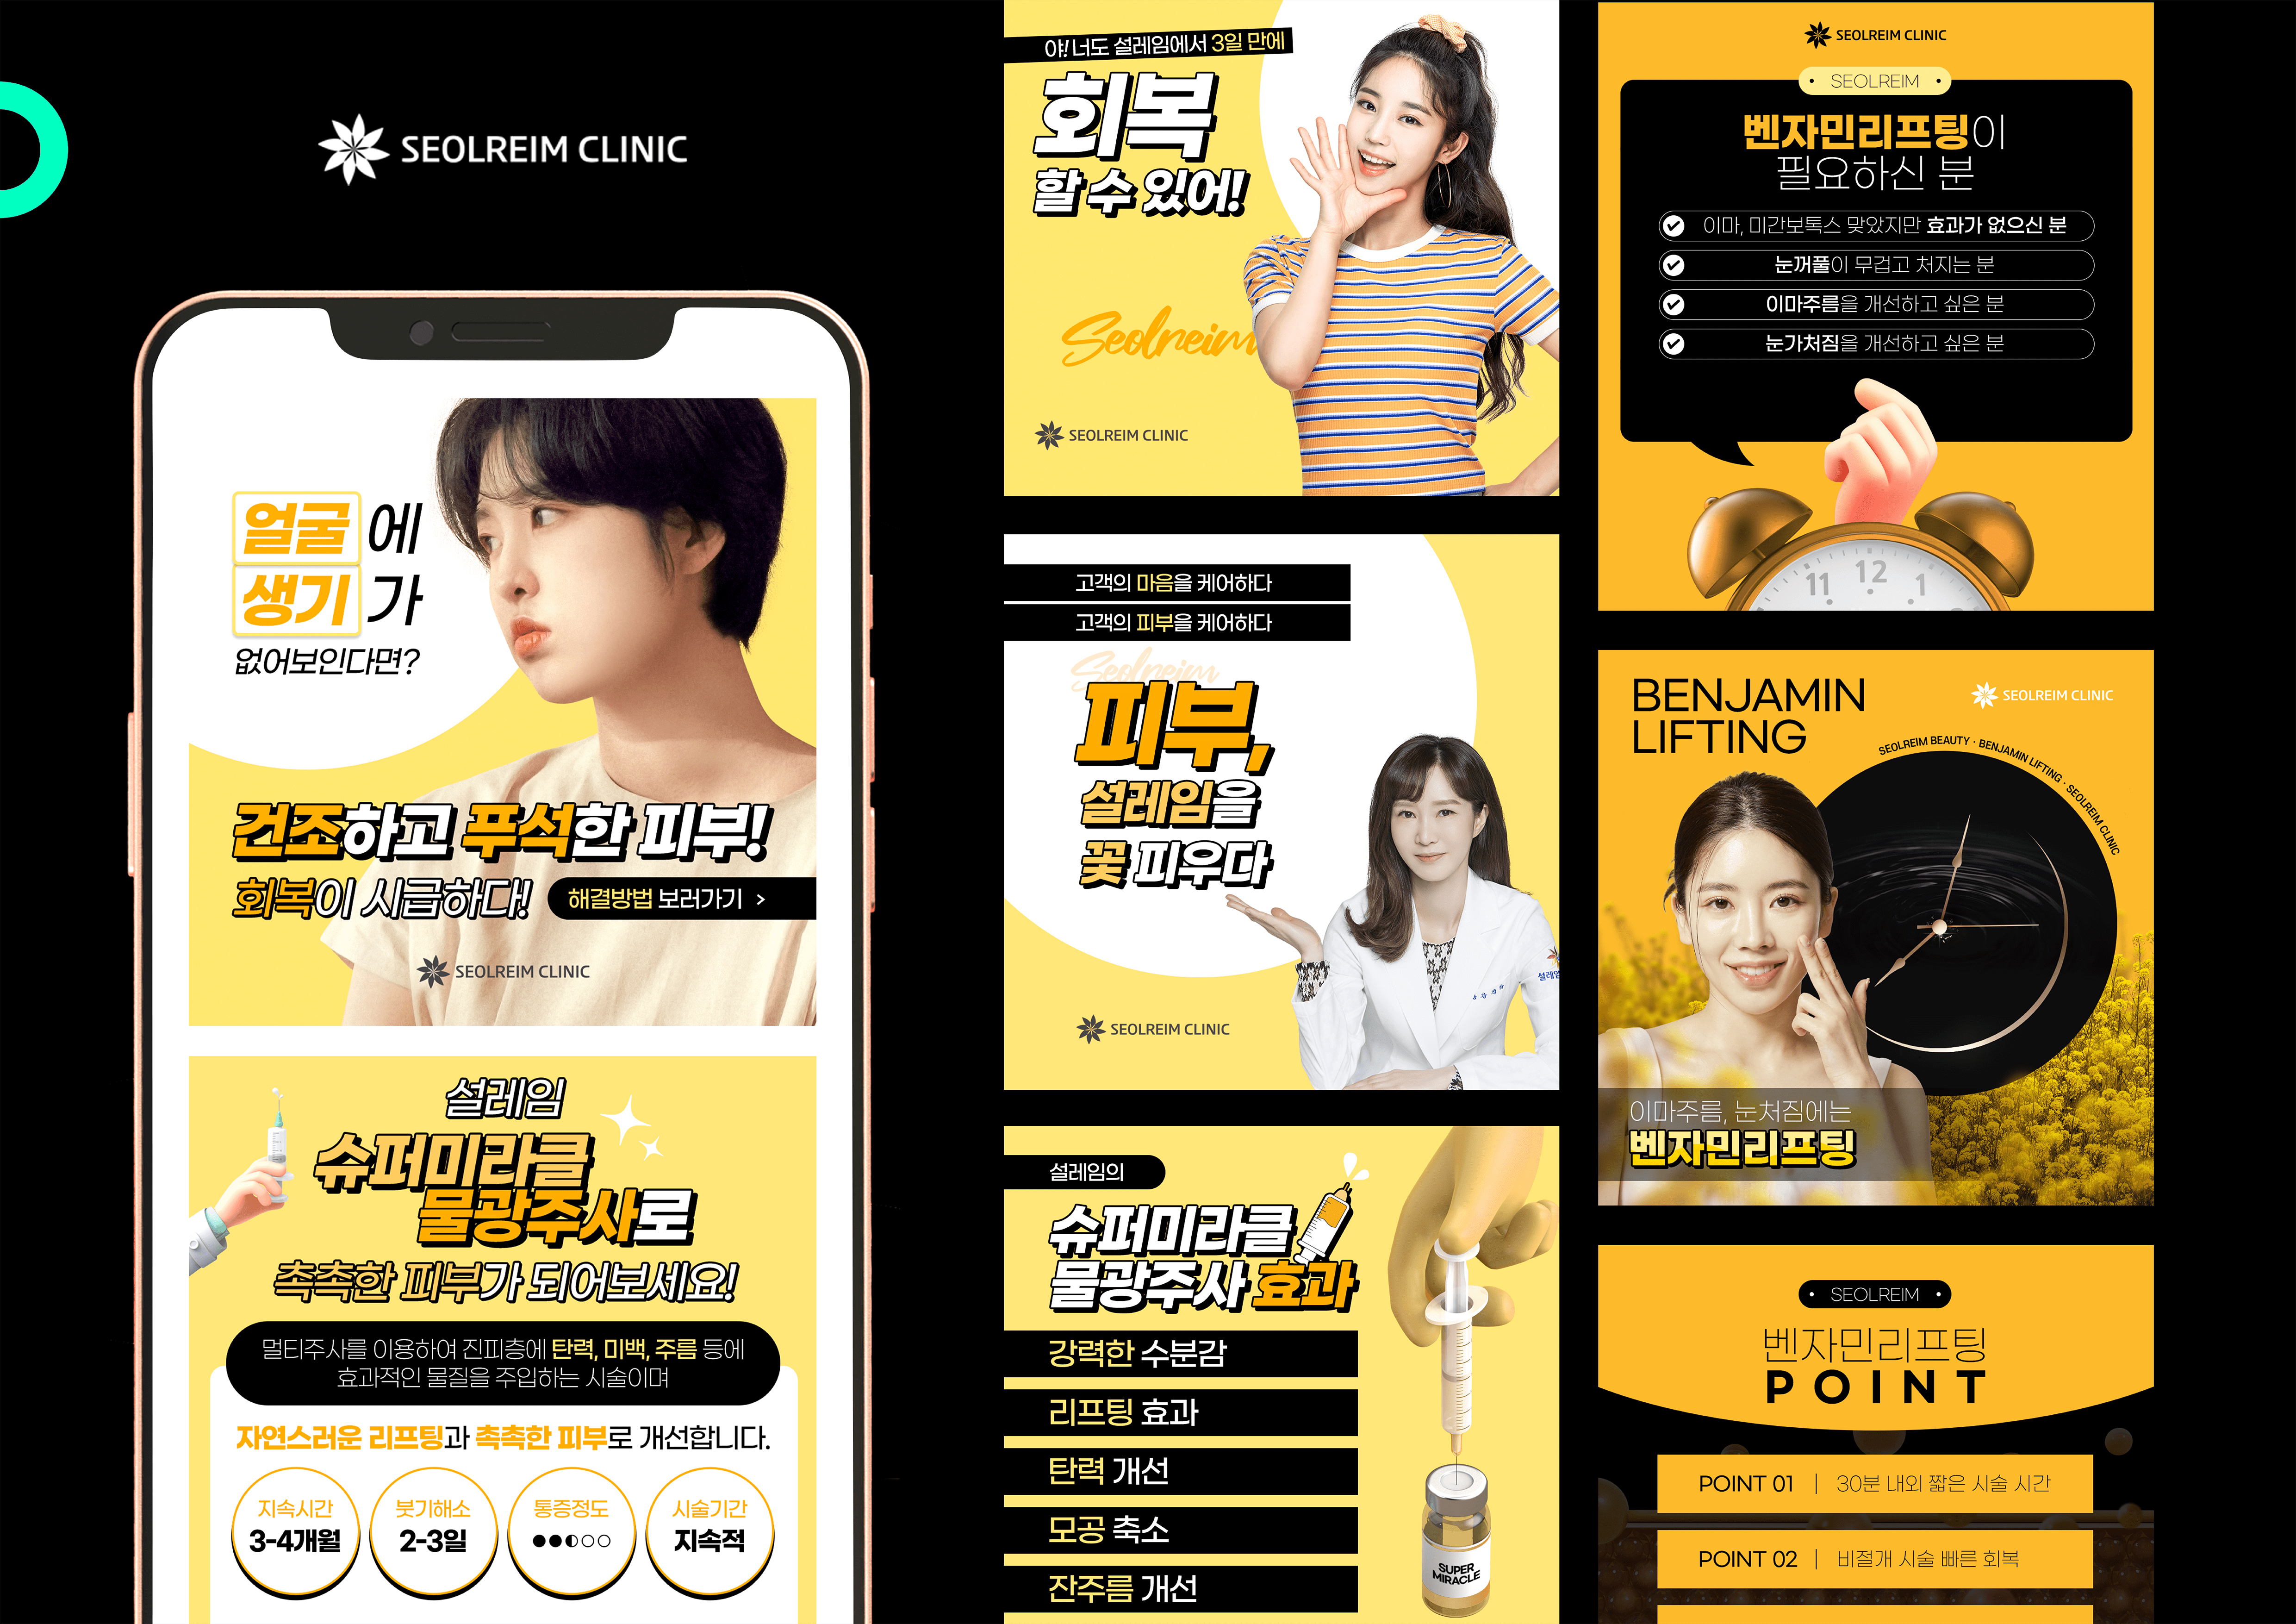 SEOLREIM CLINIC
얼굴에
생기가
없어보인다면?
건조하고 푸석한 피부!
회복이 시급하다!
해결방법 보러가기 >
SEOLREIM CLINIC
설레임
슈퍼미라클
물광주사로
촉촉한 피부가 되어보세요!
멀티주사를 이용하여 진피층에 탄력, 미백, 주름 등에
효과적인 물질을 주입하는 시술이며
자연스러운 리프팅과 촉촉한 피부로 개선합니다.
지속시간
3-4개월
붓기해소
2-3일
통증정도
시술기간
지속적
야! 너도 설레임에서 3일 만에
회복
할 수 있어!
Seolreim
SEOLREIM CLINIC
고객의 마음을 케어하다
고객의 피부을 케어하다
Seolreim
피부,
설레임을
꽃 피우다
SEOLREIM CLINIC
설레임의
슈퍼미라클
물광주사 효과
강력한 수분감
리프팅 효과
탄력 개선
모공 축소
잔주름 개선
SUPER
MIRACLE
SEOLREIM CLINIC
SEOLREIM
벤자민리프팅이
필요하신 분
이마, 미간보톡스 맞았지만 효과가 없으신 분
눈꺼풀이 무겁고 처지는 분
이마주름을 개선하고 싶은 분
눈가처짐을 개선하고 싶은 분
11 12 1
BENJAMIN
LIFTING
SEOLREIM CLINIC
SEOLREIM BEAUTY · BENJAMIN LIFTING · SEOLREIM CLINIC
이마주름, 눈처짐에는
벤자민리프팅
SEOLREIM
벤자민리프팅
POINT
POINT 01 | 30분 내외 짧은 시술 시간
POINT 02 | 비절개 시술 빠른 회복